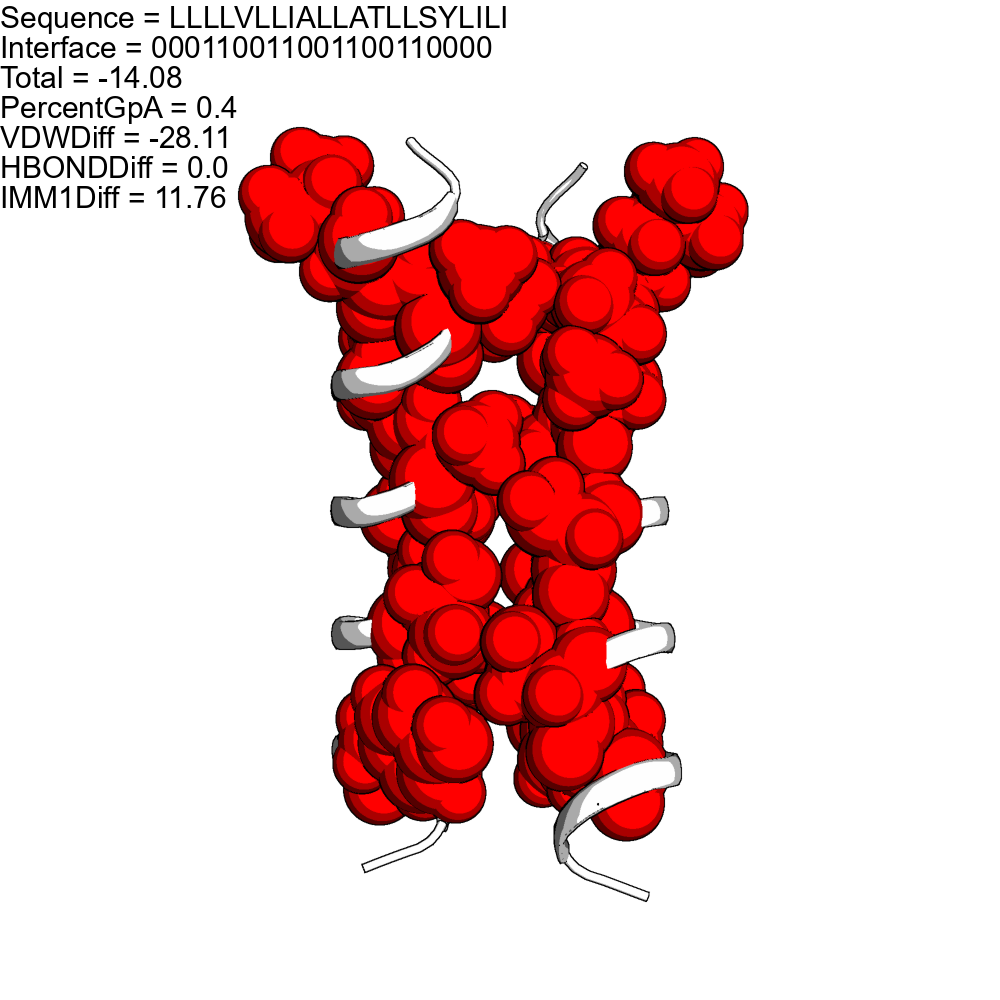 Sequence = LLLLVLLIALLATLLSYLILI
Interface = 000110011001100110000
Total = -14.08
PercentGpA = 0.4
VDWDiff = -28.11
HBONDDiff = 0.0
IMM1Diff = 11.76